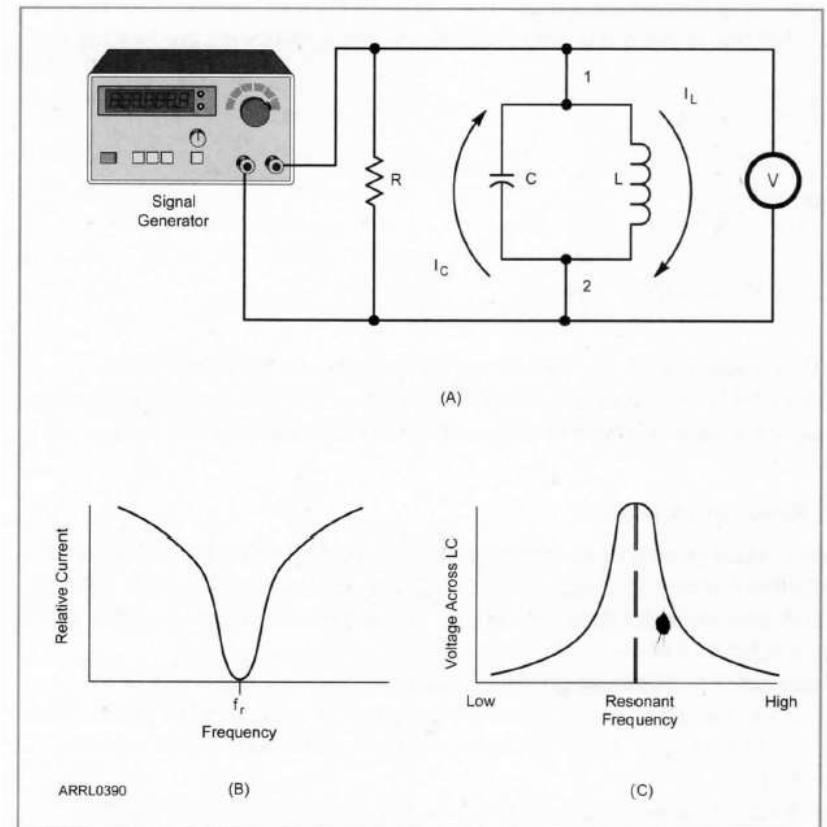 1
I_L
R
C
L
V
Signal
Generator
I_C
2
(A)
Relative Current
f_r
Frequency
Voltage Across LC
Low
Resonant
Frequency
High
ARRL0390
(B)
(C)